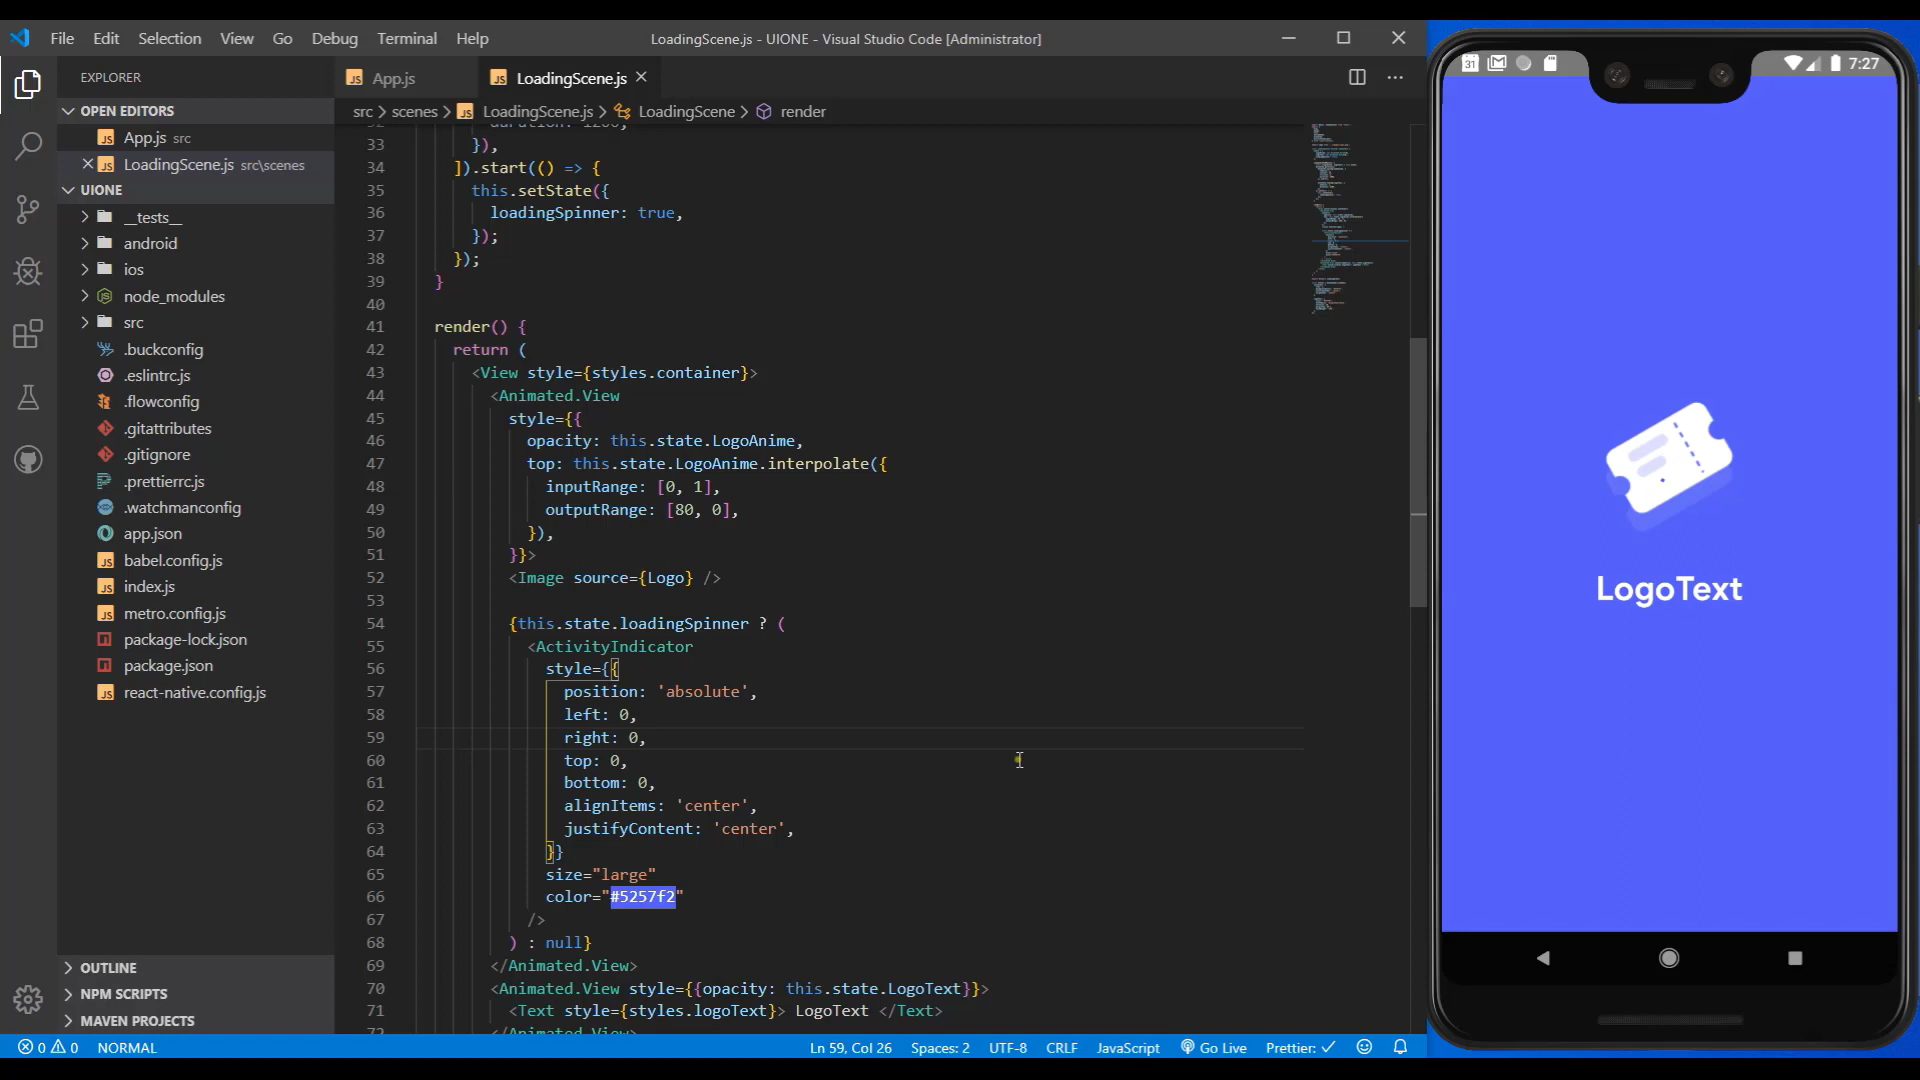 File Edit Selection View Go Debug Terminal Help
LoadingScene.js - UIONE - Visual Studio Code [Administrator]
EXPLORER
OPEN EDITORS
App.js src
LoadingScene.js src\scenes
UIONE
__tests__
android
ios
node_modules
src
.buckconfig
.eslintrc.js
.flowconfig
.gitattributes
.gitignore
.prettierrc.js
.watchmanconfig
app.json
babel.config.js
index.js
metro.config.js
package-lock.json
package.json
react-native.config.js
OUTLINE
NPM SCRIPTS
MAVEN PROJECTS
App.js LoadingScene.js
src > scenes > LoadingScene.js > LoadingScene > render
33 }),
34 ]).start(() => {
35 this.setState({
36 loadingSpinner: true,
37 });
38 });
39 }
40
41 render() {
42 return (
43 <View style={styles.container}>
44 <Animated.View
45 style={{
46 opacity: this.state.LogoAnime,
47 top: this.state.LogoAnime.interpolate({
48 inputRange: [0, 1],
49 outputRange: [80, 0],
50 }),
51 }}>
52 <Image source={Logo} />
53
54 {this.state.loadingSpinner ? (
55 <ActivityIndicator
56 style={{
57 position: 'absolute',
58 left: 0,
59 right: 0,
60 top: 0,
61 bottom: 0,
62 alignItems: 'center',
63 justifyContent: 'center',
64 }}
65 size="large"
66 color="#5257f2"
67 />
68 ) : null}
69 </Animated.View>
70 <Animated.View style={{opacity: this.state.LogoText}}>
71 <Text style={styles.logoText}> LogoText </Text>
72 </Animated.View>
0 0 NORMAL
Ln 59, Col 26 Spaces: 2 UTF-8 CRLF JavaScript Go Live Prettier: ✓
31
7:27
LogoText